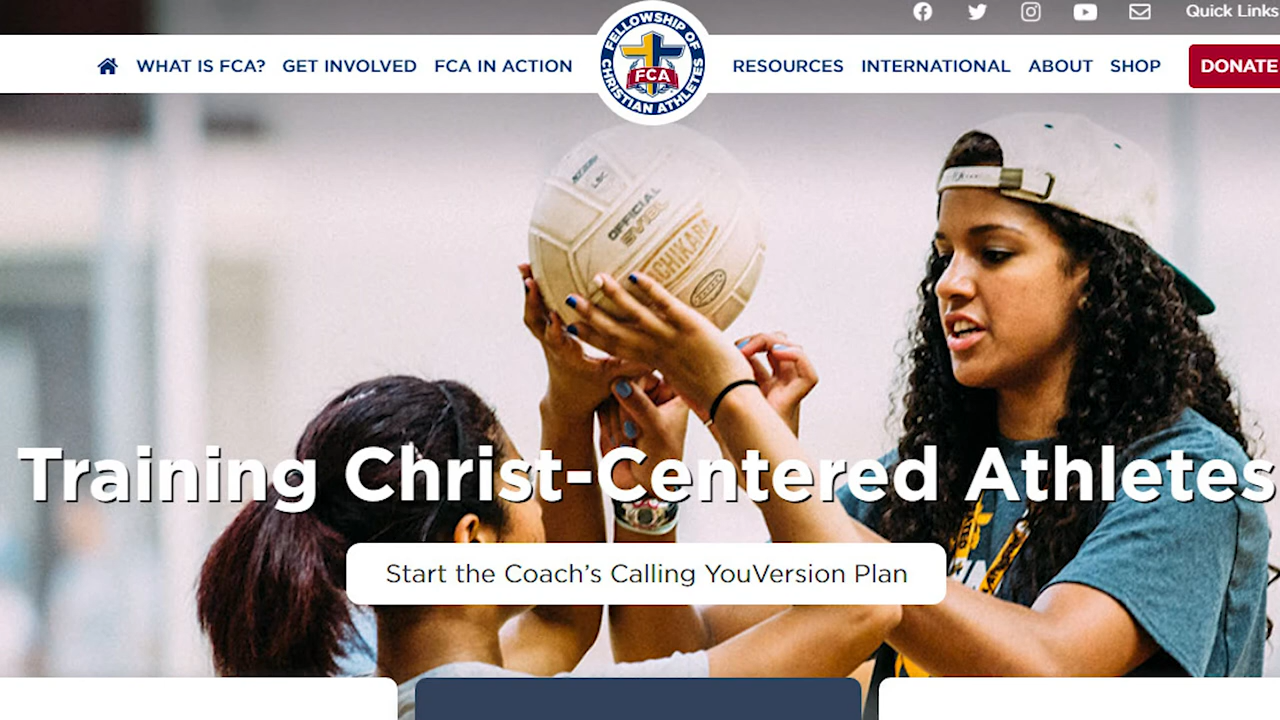 Quick Links
WHAT IS FCA? GET INVOLVED FCA IN ACTION
FELLOWSHIP OF
CHRISTIAN ATHLETES
FCA
RESOURCES INTERNATIONAL ABOUT SHOP DONATE
LSC
OFFICIAL
Training Christ-Centered Athletes
Start the Coach's Calling YouVersion Plan